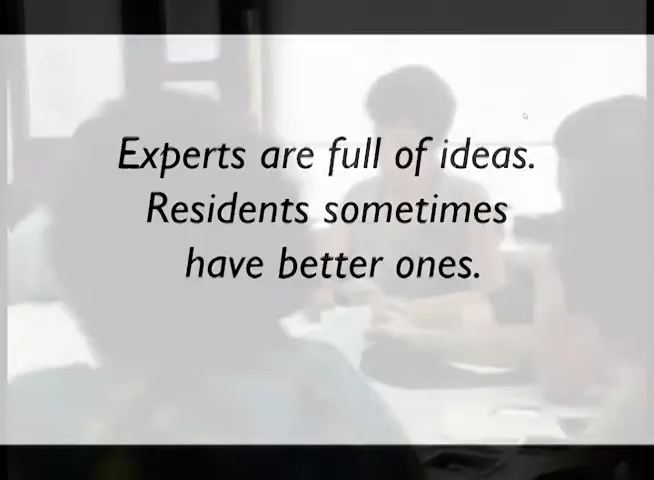 Experts are full of ideas.
Residents sometimes
have better ones.